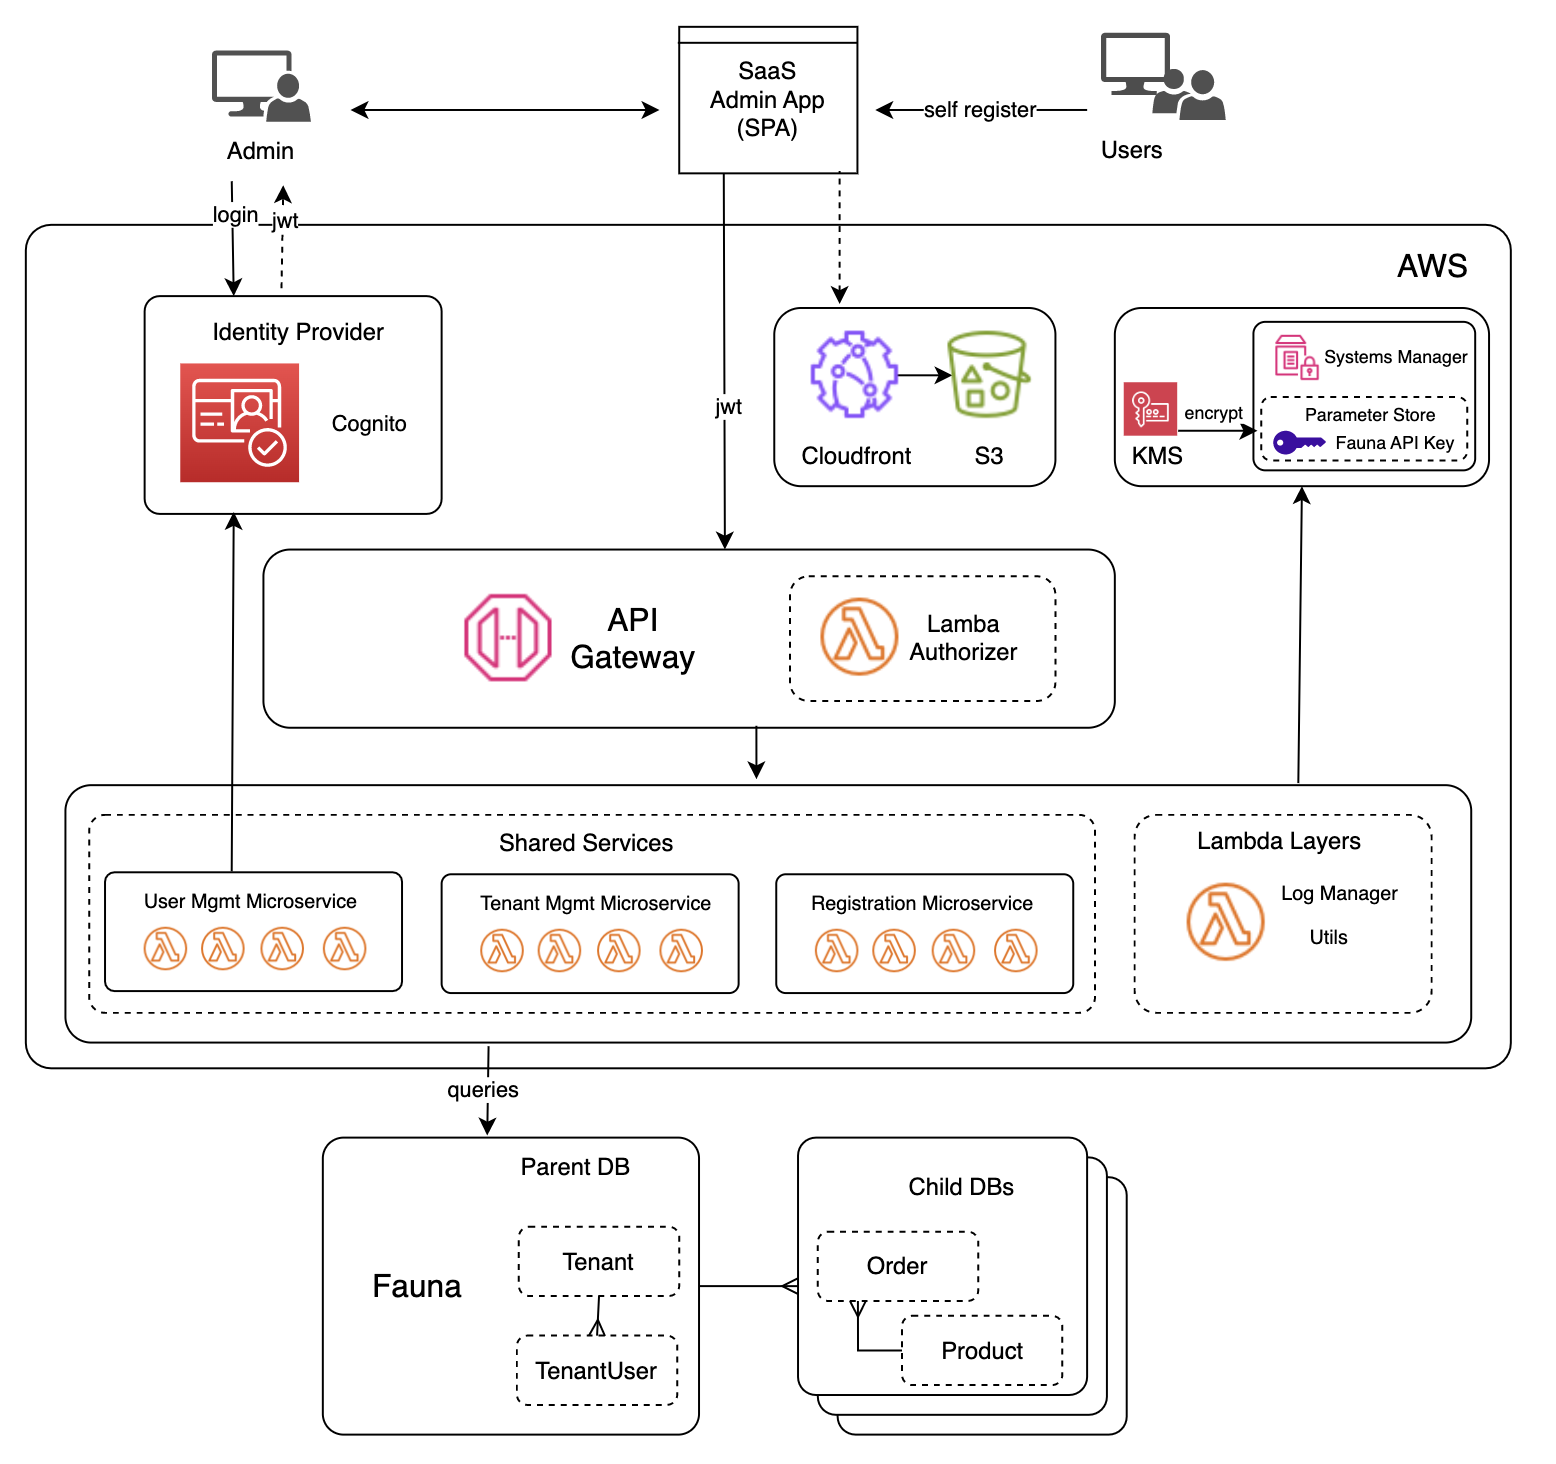 SaaS
Admin App
(SPA)
self register
Admin
Users
login
jwt
AWS
Identity Provider
Cognito
jwt
Cloudfront
S3
Systems Manager
Parameter Store
Fauna API Key
encrypt
KMS
API
Gateway
Lamba
Authorizer
Shared Services
User Mgmt Microservice
Tenant Mgmt Microservice
Registration Microservice
Lambda Layers
Log Manager
Utils
queries
Parent DB
Fauna
Tenant
TenantUser
Child DBs
Order
Product